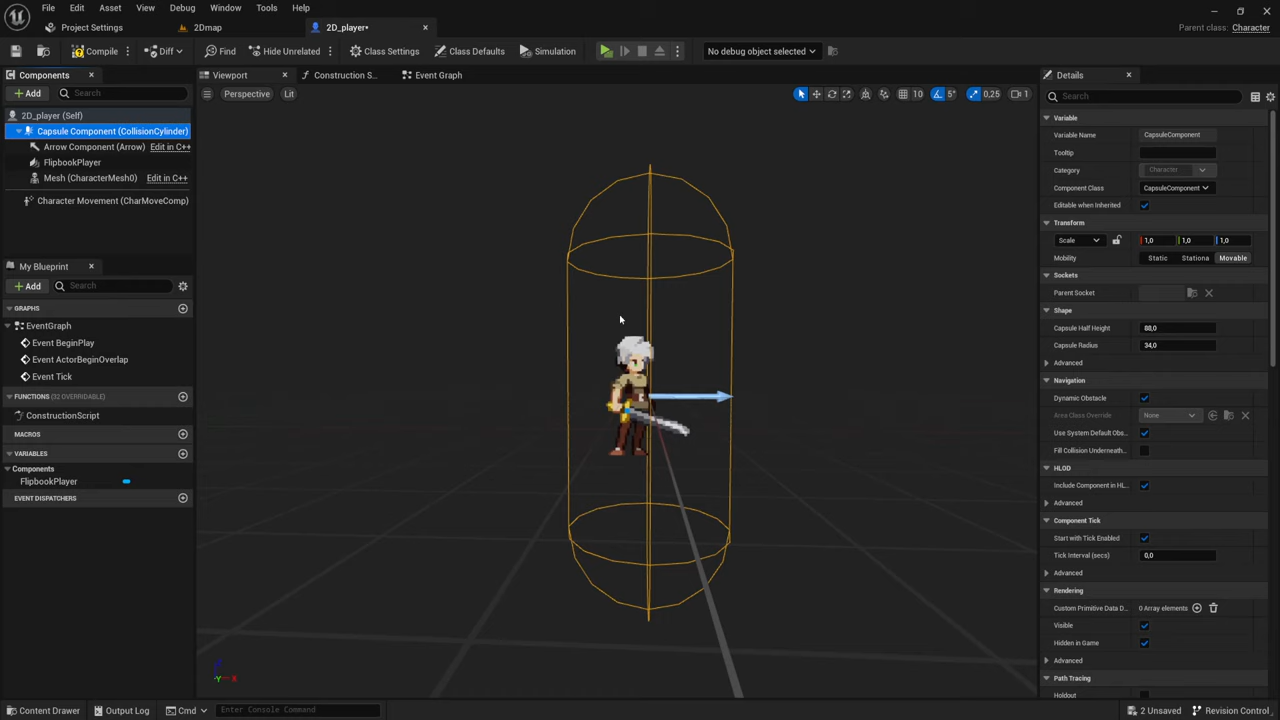 File Edit Asset View Debug Window Tools Help
Project Settings 2Dmap 2D_player•
Parent class: Character
Compile Diff Find Hide Unrelated Class Settings Class Defaults Simulation No debug object selected
Components
Add Search
2D_player (Self)
Capsule Component (CollisionCylinder)
Arrow Component (Arrow) Edit in C++
FlipbookPlayer
Mesh (CharacterMesh0) Edit in C++
Character Movement (CharMoveComp)
My Blueprint
Add Search
GRAPHS
EventGraph
Event BeginPlay
Event ActorBeginOverlap
Event Tick
FUNCTIONS (32 OVERRIDABLE)
ConstructionScript
MACROS
VARIABLES
Components
FlipbookPlayer
EVENT DISPATCHERS
Viewport Construction S... Event Graph
Perspective Lit 10 5° 0,25 1
Y X
Details
Search
Variable
Variable Name CapsuleComponent
Tooltip
Category Character
Component Class CapsuleComponent
Editable when Inherited
Transform
Scale 1,0 1,0 1,0
Mobility Static Stationa Movable
Sockets
Parent Socket
Shape
Capsule Half Height 88,0
Capsule Radius 34,0
Advanced
Navigation
Dynamic Obstacle
Area Class Override None
Use System Default Obs...
Fill Collision Underneath...
HLOD
Include Component in HL...
Advanced
Component Tick
Start with Tick Enabled
Tick Interval (secs) 0,0
Advanced
Rendering
Custom Primitive Data D... 0 Array elements
Visible
Hidden in Game
Advanced
Path Tracing
Holdout
Content Drawer Output Log Cmd Enter Console Command 2 Unsaved Revision Control